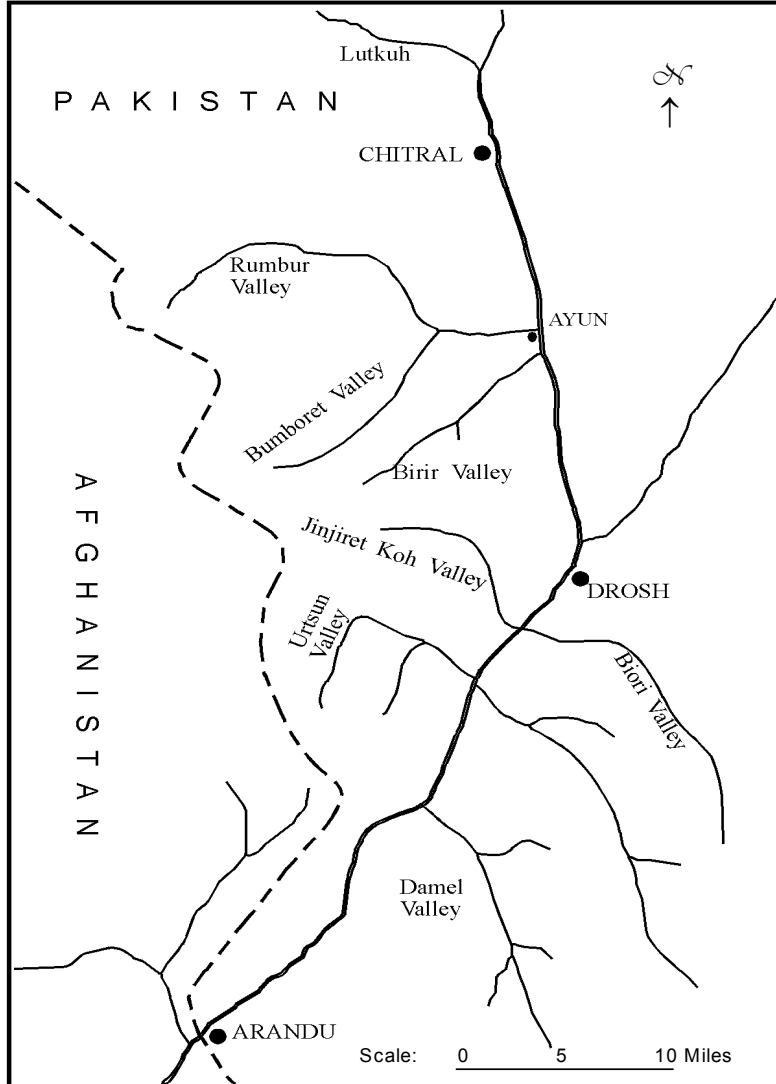 Lutkuh
PAKISTAN
N
CHITRAL
Rumbur
Valley
AYUN
Bumboret Valley
Birir Valley
AFGHANISTAN
Jinjiret Koh Valley
DROSH
Urtsun
Valley
Biori Valley
Damel
Valley
ARANDU
Scale: 0 5 10 Miles